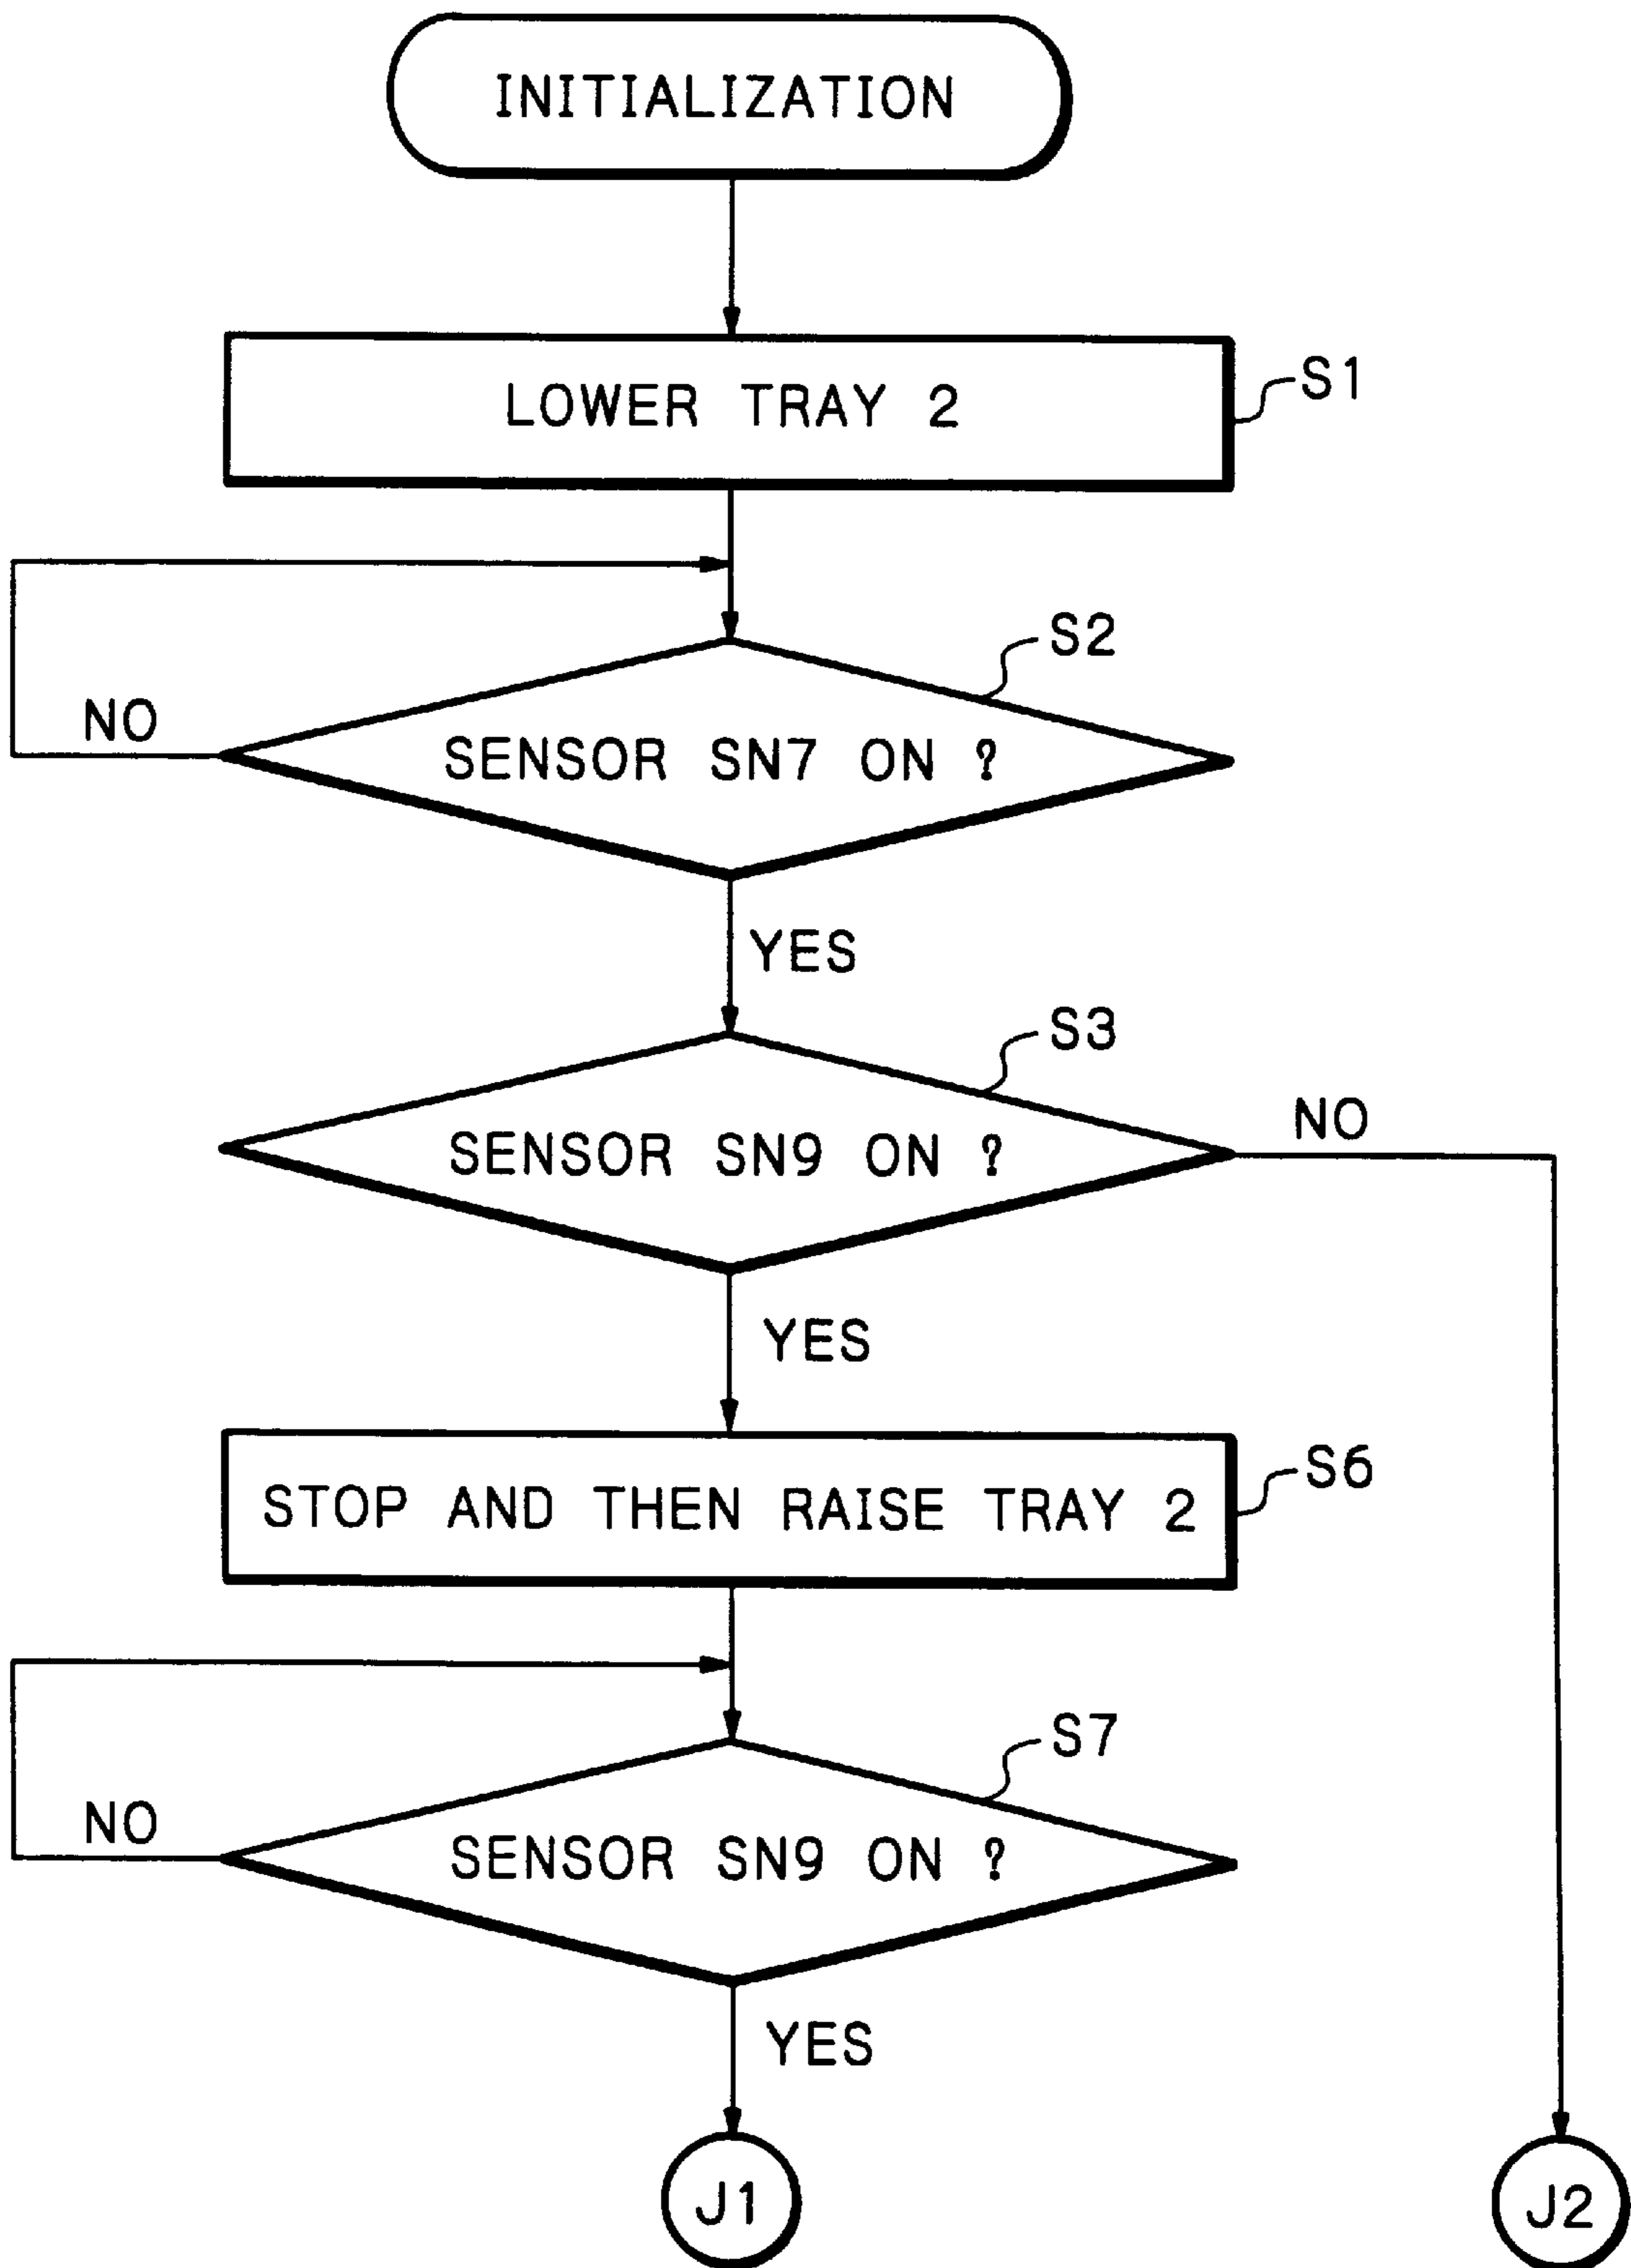 INITIALIZATION
LOWER TRAY 2
S1
S2
NO
SENSOR SN7 ON ?
YES
S3
NO
SENSOR SN9 ON ?
YES
S6
STOP AND THEN RAISE TRAY 2
S7
NO
SENSOR SN9 ON ?
YES
J1
J2